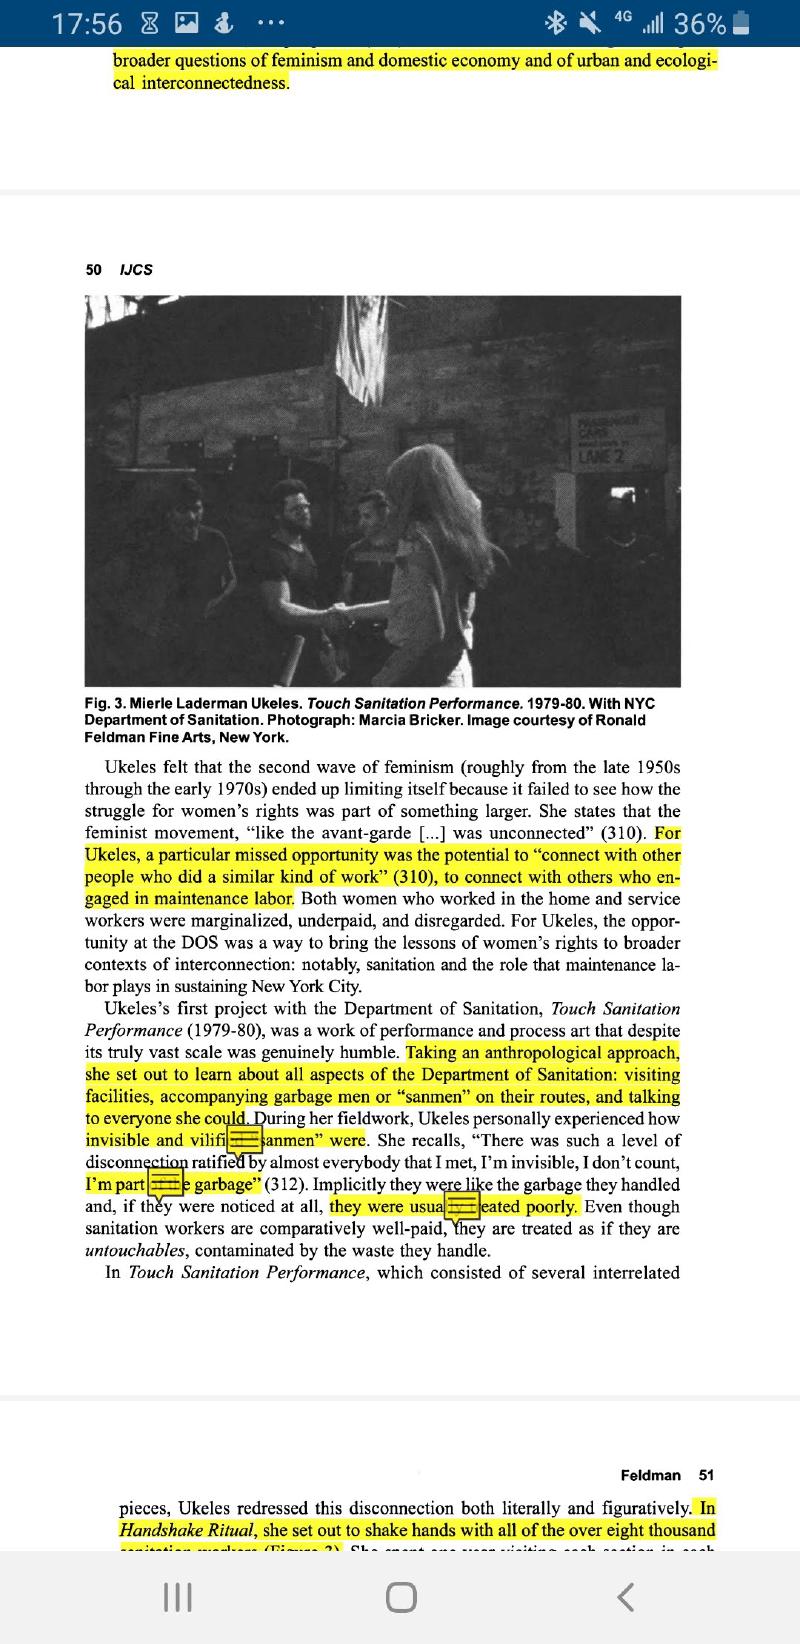 17:56 ... 4G 36%
broader questions of feminism and domestic economy and of urban and ecologi-
cal interconnectedness.
50 IJCS
LANE 2
Fig. 3. Mierle Laderman Ukeles. Touch Sanitation Performance. 1979-80. With NYC
Department of Sanitation. Photograph: Marcia Bricker. Image courtesy of Ronald
Feldman Fine Arts, New York.
Ukeles felt that the second wave of feminism (roughly from the late 1950s
through the early 1970s) ended up limiting itself because it failed to see how the
struggle for women's rights was part of something larger. She states that the
feminist movement, “like the avant-garde [...] was unconnected” (310). For
Ukeles, a particular missed opportunity was the potential to “connect with other
people who did a similar kind of work” (310), to connect with others who en-
gaged in maintenance labor. Both women who worked in the home and service
workers were marginalized, underpaid, and disregarded. For Ukeles, the oppor-
tunity at the DOS was a way to bring the lessons of women's rights to broader
contexts of interconnection: notably, sanitation and the role that maintenance la-
bor plays in sustaining New York City.
Ukeles's first project with the Department of Sanitation, Touch Sanitation
Performance (1979-80), was a work of performance and process art that despite
its truly vast scale was genuinely humble. Taking an anthropological approach,
she set out to learn about all aspects of the Department of Sanitation: visiting
facilities, accompanying garbage men or “sanmen” on their routes, and talking
to everyone she could. During her fieldwork, Ukeles personally experienced how
invisible and vilifi sanmen” were. She recalls, “There was such a level of
disconnection ratified by almost everybody that I met, I'm invisible, I don't count,
I'm part e garbage” (312). Implicitly they were like the garbage they handled
and, if they were noticed at all, they were usua eated poorly. Even though
sanitation workers are comparatively well-paid, they are treated as if they are
untouchables, contaminated by the waste they handle.
In Touch Sanitation Performance, which consisted of several interrelated
Feldman 51
pieces, Ukeles redressed this disconnection both literally and figuratively. In
Handshake Ritual, she set out to shake hands with all of the over eight thousand